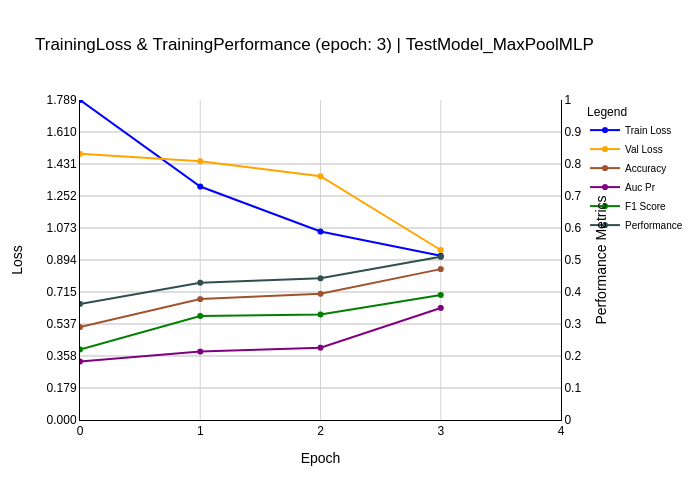 TrainingLoss & TrainingPerformance (epoch: 3) | TestModel_MaxPoolMLP
Legend
Train Loss
Val Loss
Accuracy
Auc Pr
F1 Score
Performance
Loss
1.789
1.610
1.431
1.252
1.073
0.894
0.715
0.537
0.358
0.179
0.000
1
0.9
0.8
0.7
0.6
0.5
0.4
0.3
0.2
0.1
0
Performance Metrics
0 1 2 3 4
Epoch